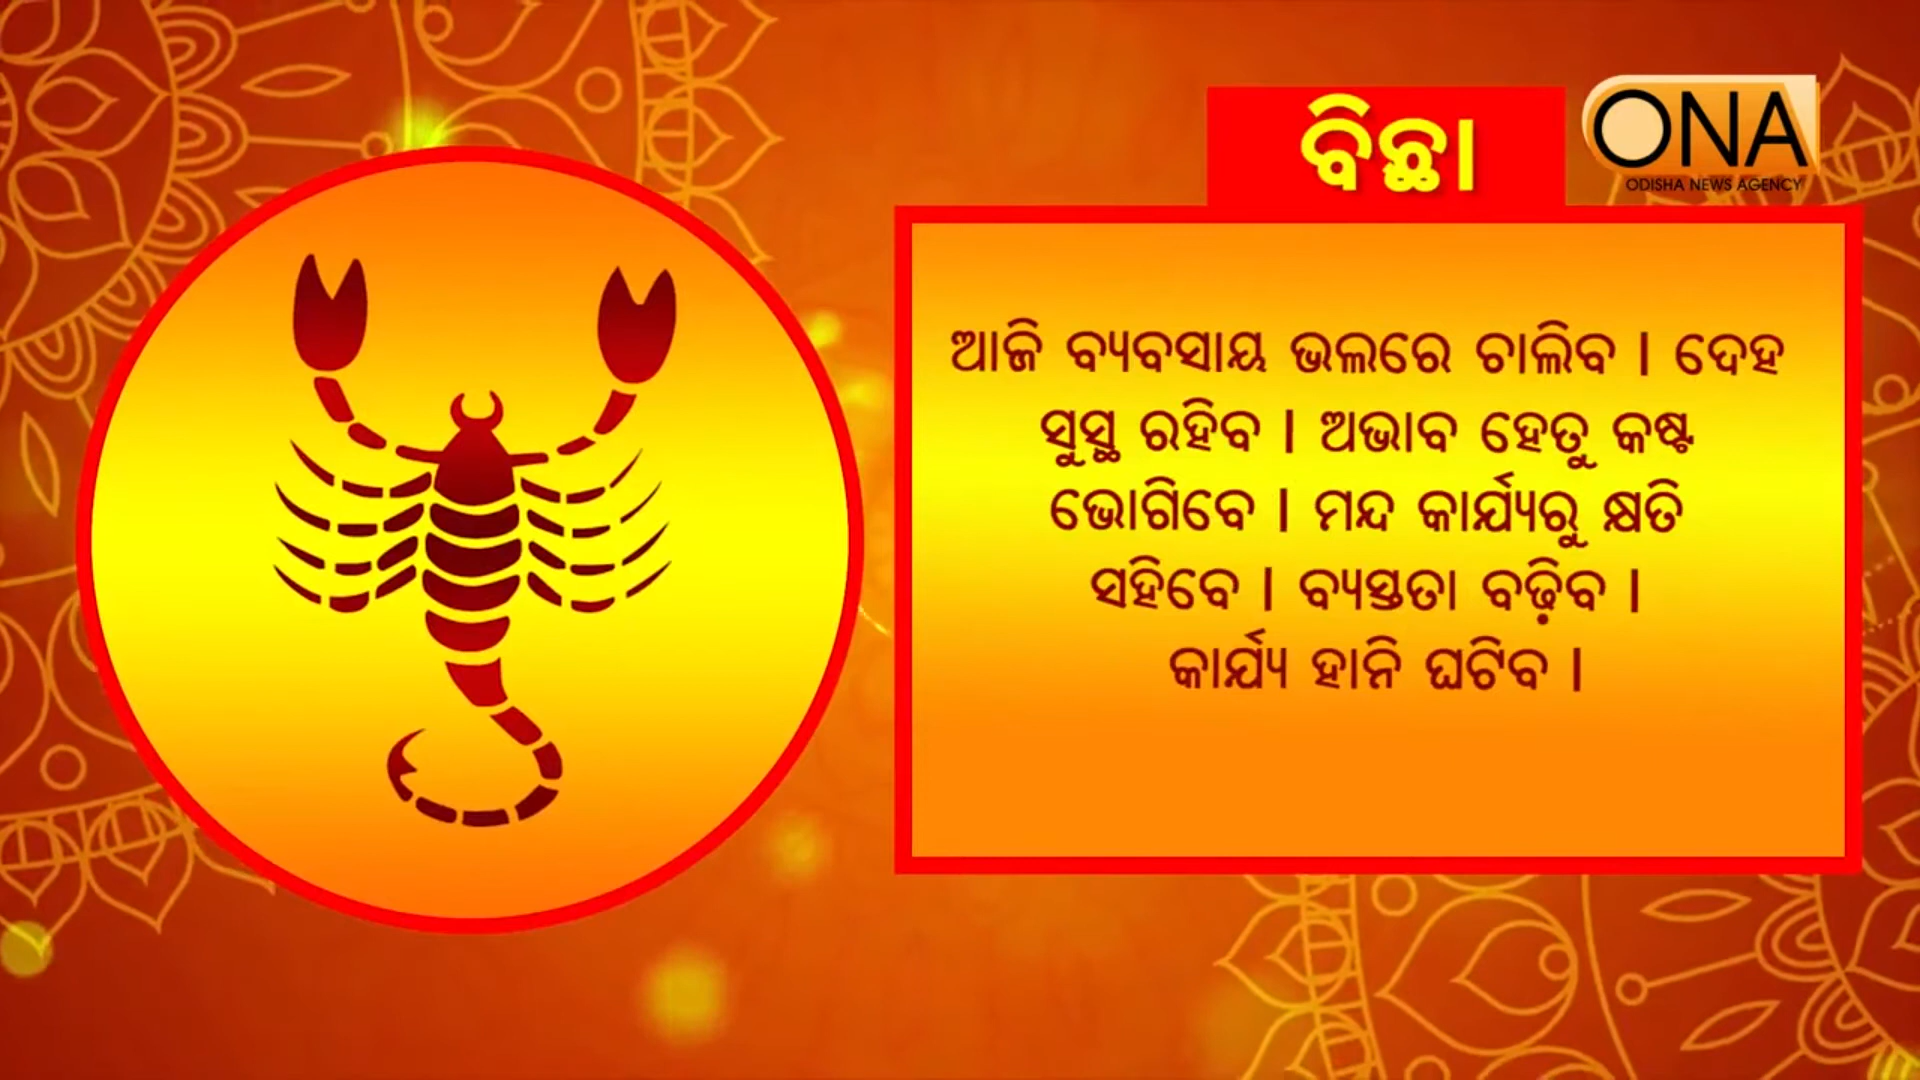 ବିଛା
ONA
ODISHA NEWS AGENCY
ଆଜି ବ୍ୟବସାୟ ଭଲରେ ଚାଲିବ । ଦେହ
ସୁସ୍ଥ ରହିବ । ଅଭାବ ହେତୁ କଷ୍ଟ
ଭୋଗିବେ । ମନ୍ଦ କାର୍ଯ୍ୟରୁ କ୍ଷତି
ସହିବେ । ବ୍ୟସ୍ତତା ବଢ଼ିବ ।
କାର୍ଯ୍ୟ ହାନି ଘଟିବ ।